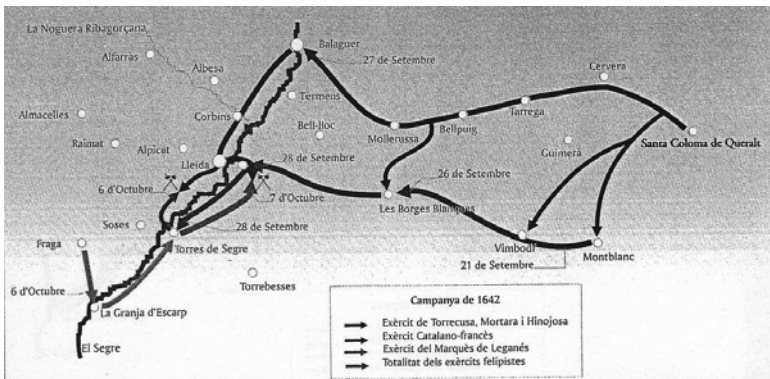 La Noguera Ribagorçana
Balaguer
Alfarras
27 de Setembre
Albesa
Cervera
Termens
Almacelles
Corbins
Tarrega
Bellpuig
Mollerussa
Bell-lloc
Santa Coloma de Queralt
Raimat
Alpicat
Guimerà
Lleida
28 de Setembre
6 d'Octubre
26 de Setembre
7 d'Octubre
Les Borges Blanques
Soses
28 de Setembre
Fraga
Torres de Segre
Vimbodí
Montblanc
21 de Setembre
Torrebesses
6 d'Octubre
La Granja d'Escarp
El Segre
Campanya de 1642
Exèrcit de Torrecusa, Mortara i Hinojosa
Exèrcit Catalano-francès
Exèrcit del Marquès de Leganés
Totalitat dels exèrcits felipistes